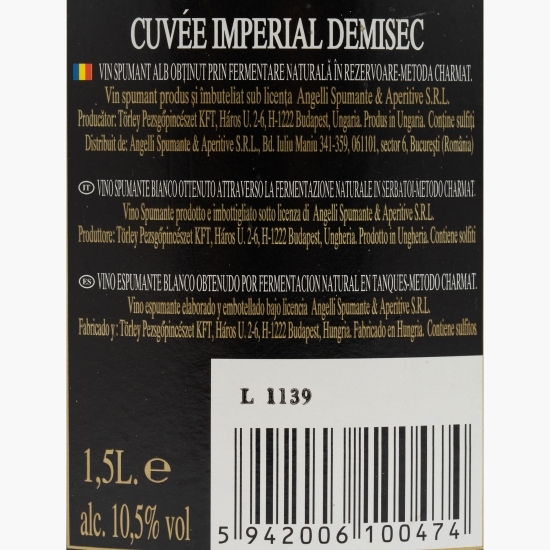 CUVÉE IMPERIAL DEMISEC
VIN SPUMANT ALB OBȚINUT PRIN FERMENTARE NATURALĂ ÎN REZERVOARE-METODA CHARMAT.
Vin spumant produs și îmbuteliat sub licența Angelli Spumante & Aperitive S.R.L.
Producător: Törley Pezsgőpincészet KFT, Háros U. 2-6, H-1222 Budapest, Ungaria. Produs in Ungaria. Conține sulfiți
Distribuit de: Angelli Spumante & Aperitive S.R.L., Bd. Iuliu Maniu 341-359, 061101, sector 6, București (România)
IT VINO SPUMANTE BIANCO OTTENUTO ATTRAVERSO LA FERMENTAZIONE NATURALE IN SERBATOI-METODO CHARMAT.
Vino Spumante prodotto e imbottigliato sotto licenza di Angelli Spumante & Aperitive S.R.L.
Produttore: Törley Pezsgőpincészet KFT, Háros U. 2-6, H-1222 Budapest, Ungheria. Prodotto in Ungheria. Contiene solfiti
ES VINO ESPUMANTE BLANCO OBTENUDO POR FERMENTACION NATURAL EN TANQUES-METODO CHARMAT.
Vino espumante elaborado y embotellado bajo licencia Angelli Spumante & Aperitive S.R.L.
Fabricado y: Törley Pezsgőpincészet KFT, Háros U. 2-6, H-1222 Budapest, Hungria. Fabricado en Hungria. Contiene sulfitos
L 1139
1,5L. e
alc. 10,5% vol
5 942006 100474